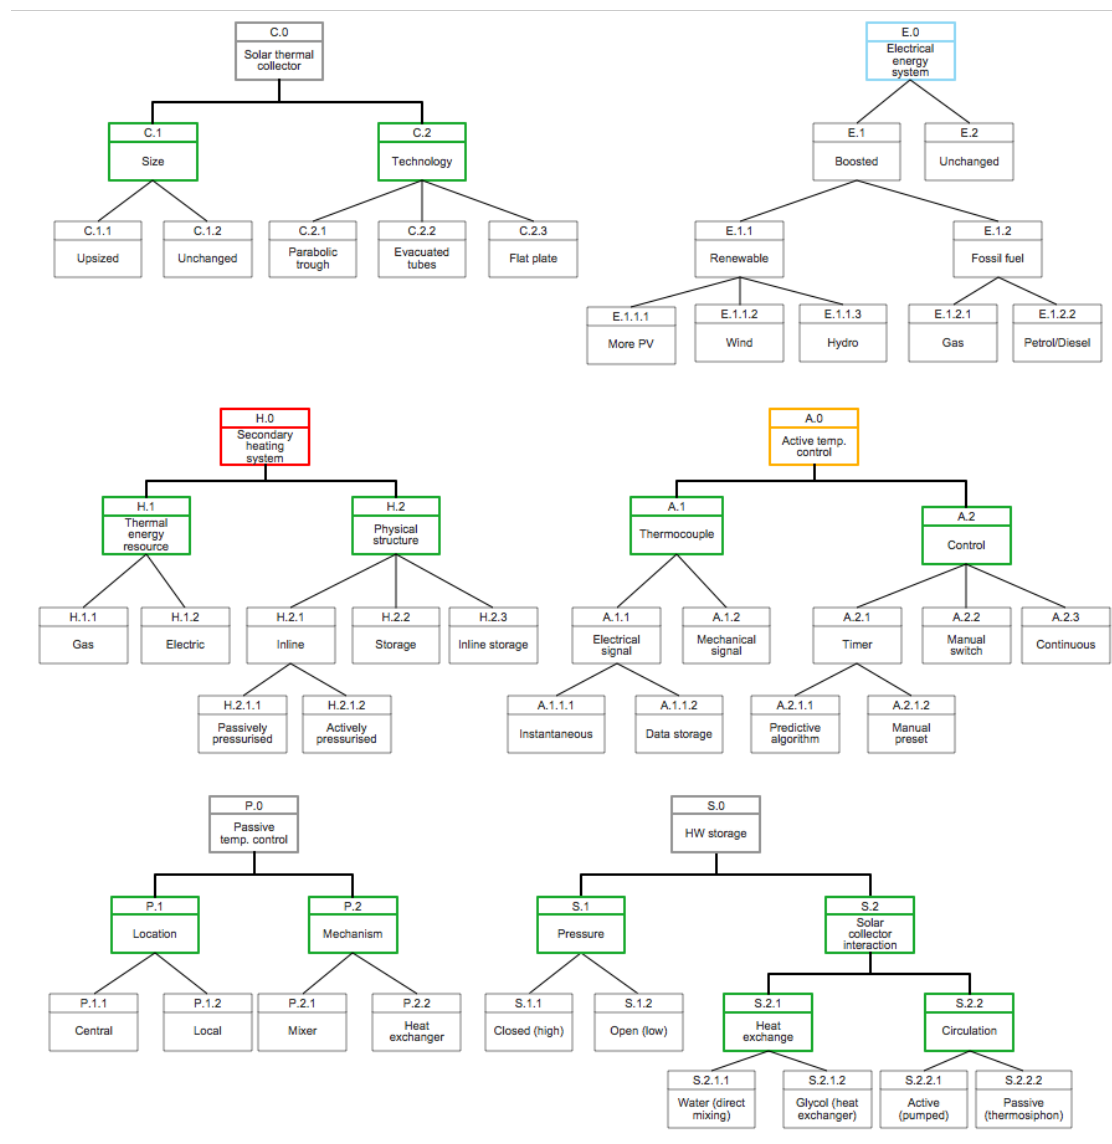 C.0
Solar thermal
collector
E.0
Electrical
energy
system
C.1
Size
C.2
Technology
E.1
Boosted
E.2
Unchanged
C.1.1
Upsized
C.1.2
Unchanged
C.2.1
Parabolic
trough
C.2.2
Evacuated
tubes
C.2.3
Flat plate
E.1.1
Renewable
E.1.2
Fossil fuel
E.1.1.1
More PV
E.1.1.2
Wind
E.1.1.3
Hydro
E.1.2.1
Gas
E.1.2.2
Petrol/Diesel
H.0
Secondary
heating
system
A.0
Active temp.
control
H.1
Thermal
energy
resource
H.2
Physical
structure
A.1
Thermocouple
A.2
Control
H.1.1
Gas
H.1.2
Electric
H.2.1
Inline
H.2.2
Storage
H.2.3
Inline storage
A.1.1
Electrical
signal
A.1.2
Mechanical
signal
A.2.1
Timer
A.2.2
Manual
switch
A.2.3
Continuous
H.2.1.1
Passively
pressurised
H.2.1.2
Actively
pressurised
A.1.1.1
Instantaneous
A.1.1.2
Data storage
A.2.1.1
Predictive
algorithm
A.2.1.2
Manual
preset
P.0
Passive
temp. control
S.0
HW storage
P.1
Location
P.2
Mechanism
S.1
Pressure
S.2
Solar
collector
interaction
P.1.1
Central
P.1.2
Local
P.2.1
Mixer
P.2.2
Heat
exchanger
S.1.1
Closed (high)
S.1.2
Open (low)
S.2.1
Heat
exchange
S.2.2
Circulation
S.2.1.1
Water (direct
mixing)
S.2.1.2
Glycol (heat
exchanger)
S.2.2.1
Active
(pumped)
S.2.2.2
Passive
(thermosiphon)